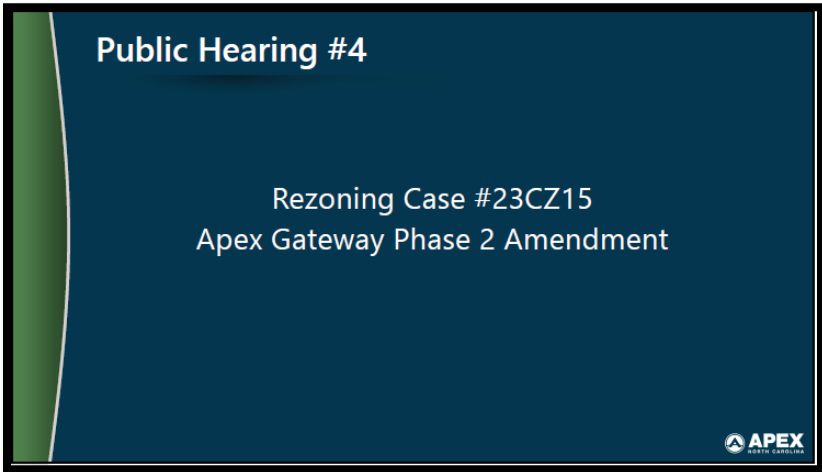 Public Hearing #4
Rezoning Case #23CZ15
Apex Gateway Phase 2 Amendment
APEX
NORTH CAROLINA